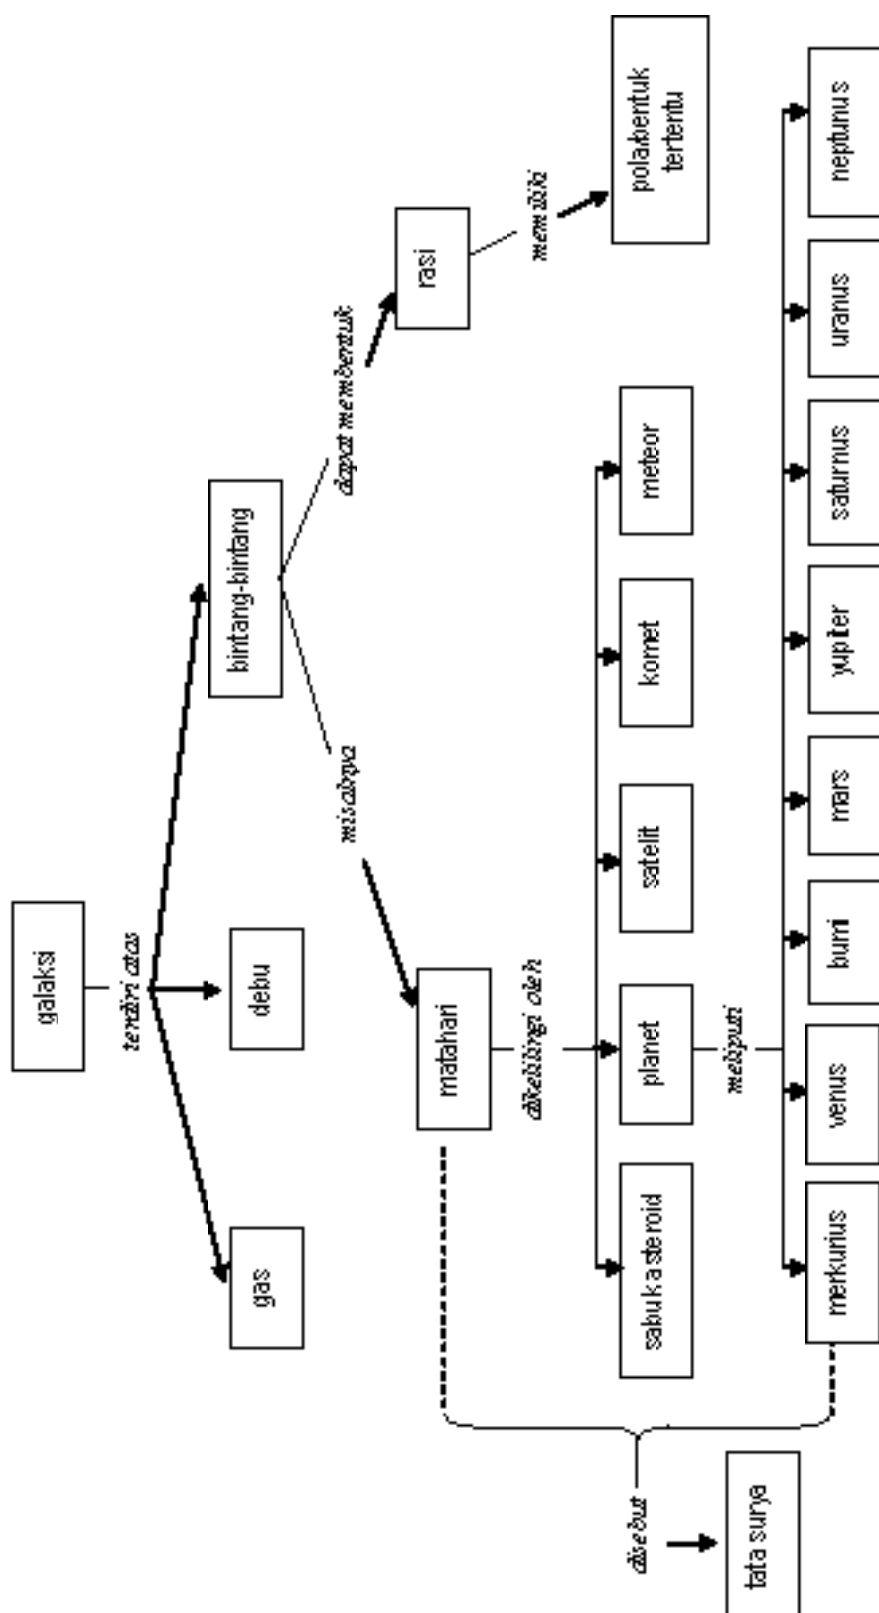 galaksi
terdiri atas
gas
debu
bintang-bintang
misalnya
dapat membentuk
matahari
rasi
dikelilingi oleh
memiliki
sabuk asteroid
planet
satelit
komet
meteor
pola/bentuk
tertentu
meliputi
merkurius
venus
bumi
mars
yupiter
saturnus
uranus
neptunus
disebut
tata surya